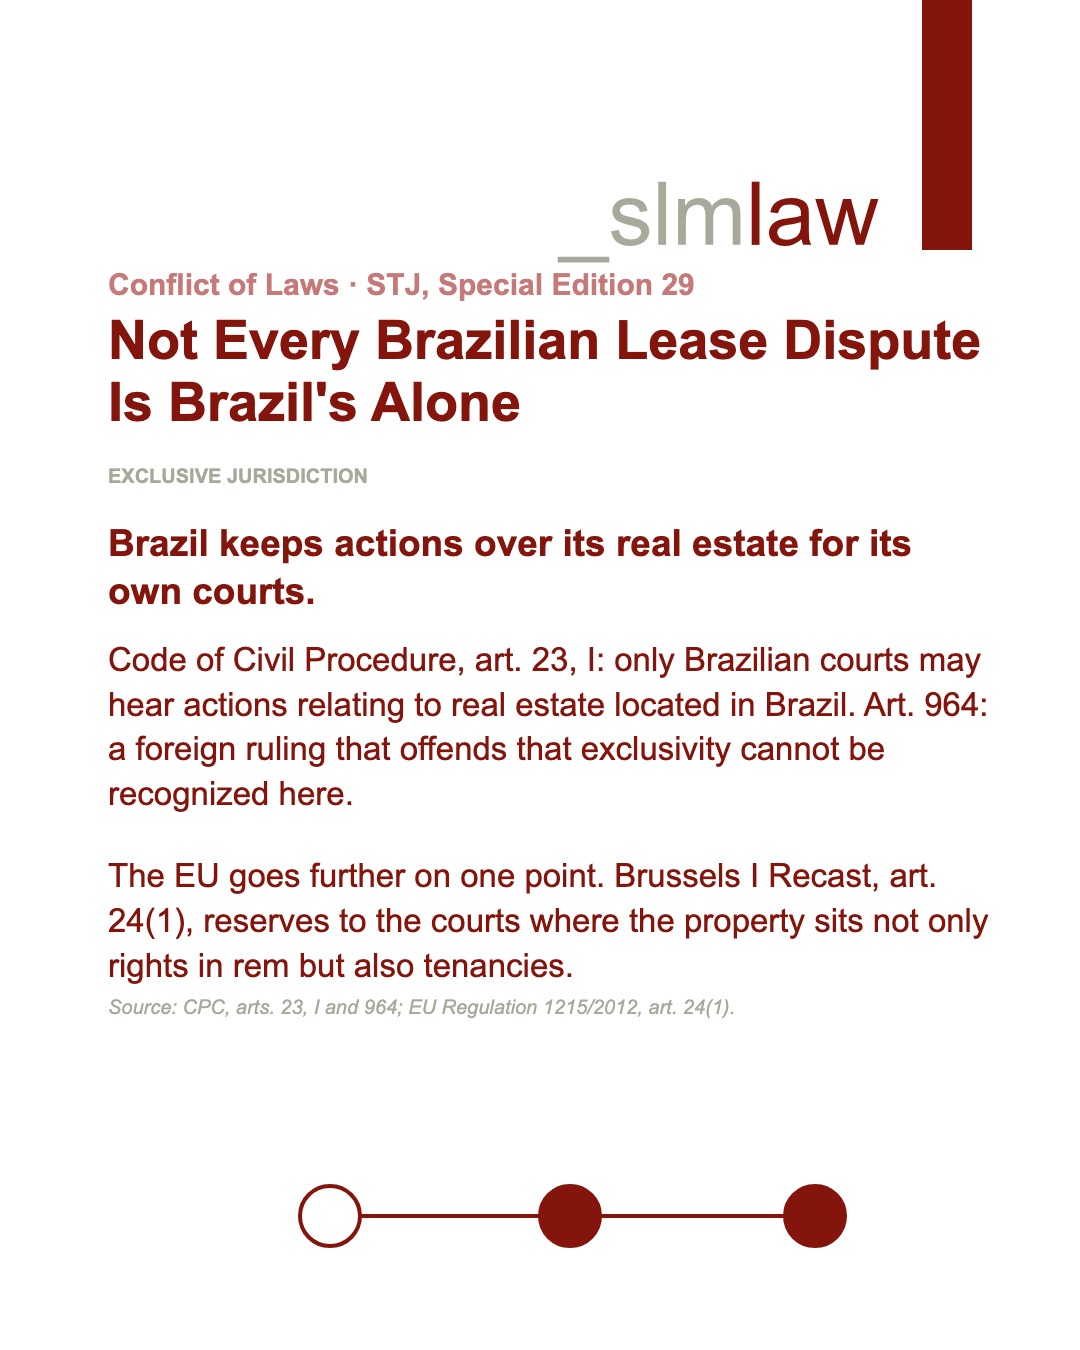 _slmlaw
Conflict of Laws · STJ, Special Edition 29
Not Every Brazilian Lease Dispute
Is Brazil's Alone
EXCLUSIVE JURISDICTION
Brazil keeps actions over its real estate for its
own courts.
Code of Civil Procedure, art. 23, I: only Brazilian courts may
hear actions relating to real estate located in Brazil. Art. 964:
a foreign ruling that offends that exclusivity cannot be
recognized here.
The EU goes further on one point. Brussels I Recast, art.
24(1), reserves to the courts where the property sits not only
rights in rem but also tenancies.
Source: CPC, arts. 23, I and 964; EU Regulation 1215/2012, art. 24(1).